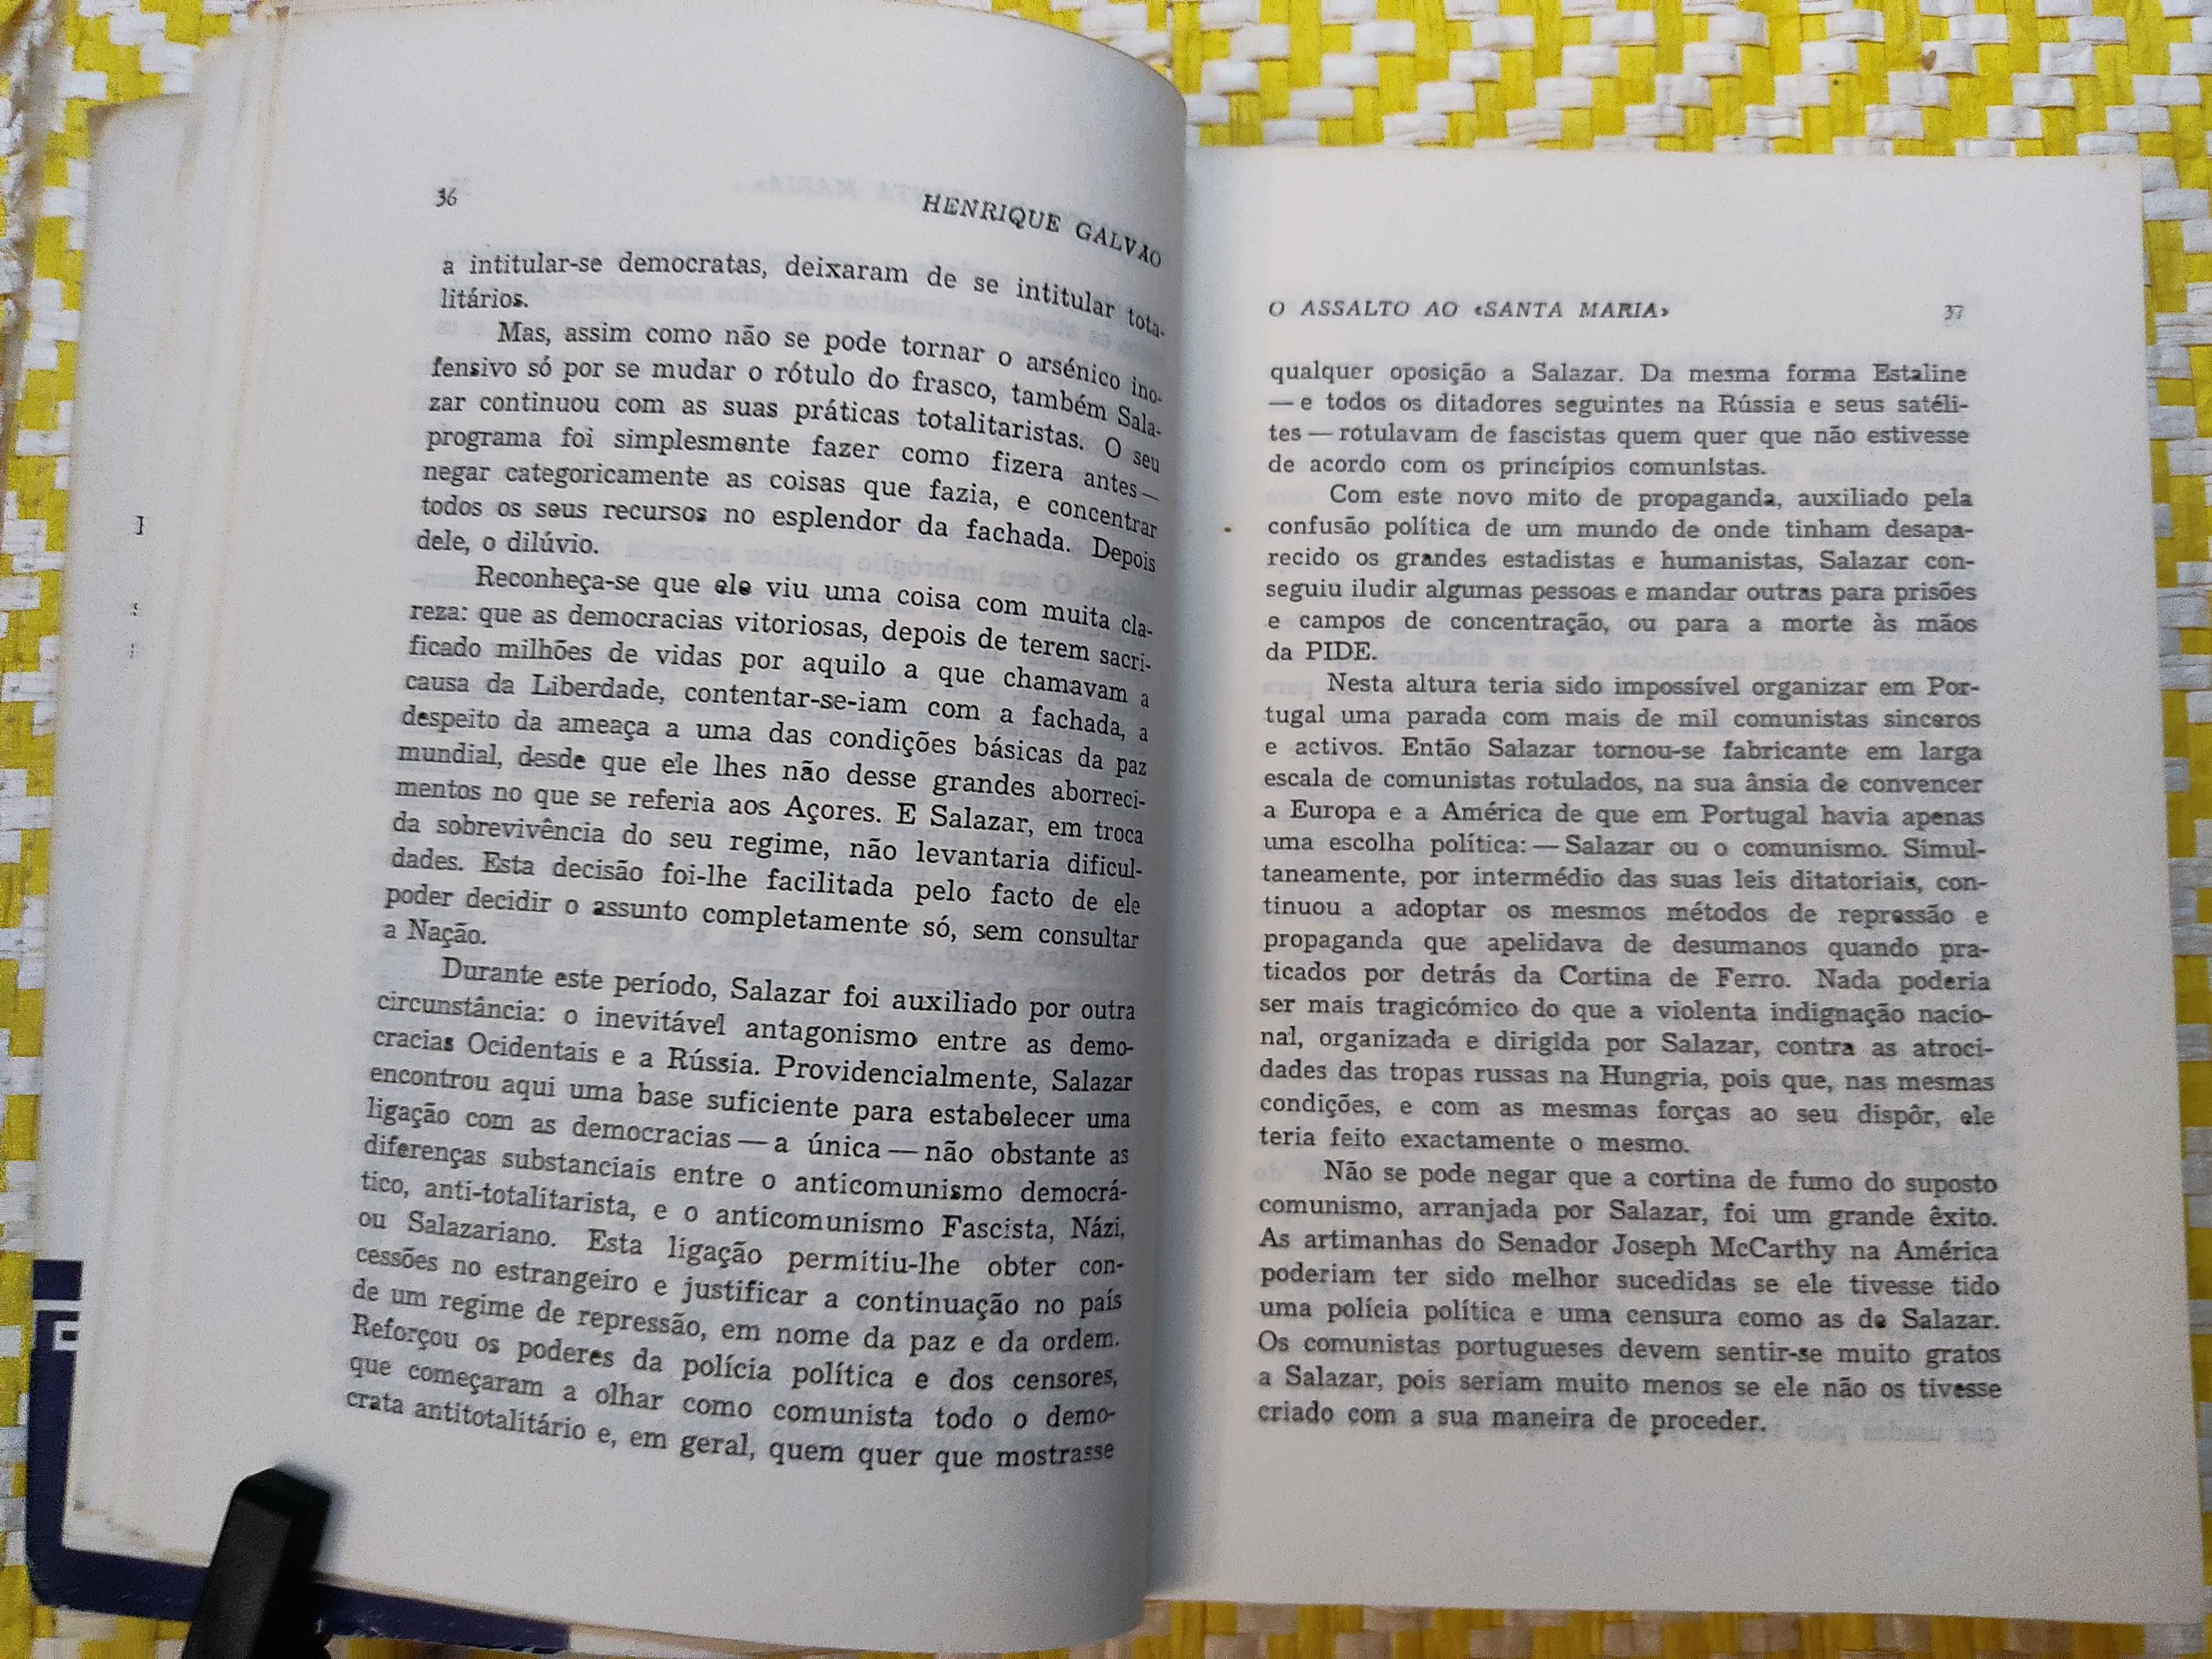 36
HENRIQUE GALVÃO
a intitular-se democratas, deixaram de se intitular tota-
litários.
Mas, assim como não se pode tornar o arsénico ino-
fensivo só por se mudar o rótulo do frasco, também Sala-
zar continuou com as suas práticas totalitaristas. O seu
programa foi simplesmente fazer como fizera antes —
negar categoricamente as coisas que fazia, e concentrar
todos os seus recursos no esplendor da fachada. Depois
dele, o dilúvio.
Reconheça-se que ele viu uma coisa com muita cla-
reza: que as democracias vitoriosas, depois de terem sacri-
ficado milhões de vidas por aquilo a que chamavam a
causa da Liberdade, contentar-se-iam com a fachada, a
despeito da ameaça a uma das condições básicas da paz
mundial, desde que ele lhes não desse grandes aborreci-
mentos no que se referia aos Açores. E Salazar, em troca
da sobrevivência do seu regime, não levantaria dificul-
dades. Esta decisão foi-lhe facilitada pelo facto de ele
poder decidir o assunto completamente só, sem consultar
a Nação.
Durante este período, Salazar foi auxiliado por outra
circunstância: o inevitável antagonismo entre as demo-
cracias Ocidentais e a Rússia. Providencialmente, Salazar
encontrou aqui uma base suficiente para estabelecer uma
ligação com as democracias — a única — não obstante as
diferenças substanciais entre o anticomunismo democrá-
tico, anti-totalitarista, e o anticomunismo Fascista, Názi,
ou Salazariano. Esta ligação permitiu-lhe obter con-
cessões no estrangeiro e justificar a continuação no país
de um regime de repressão, em nome da paz e da ordem.
Reforçou os poderes da polícia política e dos censores,
que começaram a olhar como comunista todo o demo-
crata antitotalitário e, em geral, quem quer que mostrasse
O ASSALTO AO «SANTA MARIA»
37
qualquer oposição a Salazar. Da mesma forma Estaline
— e todos os ditadores seguintes na Rússia e seus satéli-
tes — rotulavam de fascistas quem quer que não estivesse
de acordo com os princípios comunistas.
Com este novo mito de propaganda, auxiliado pela
confusão política de um mundo de onde tinham desapa-
recido os grandes estadistas e humanistas, Salazar con-
seguiu iludir algumas pessoas e mandar outras para prisões
e campos de concentração, ou para a morte às mãos
da PIDE.
Nesta altura teria sido impossível organizar em Por-
tugal uma parada com mais de mil comunistas sinceros
e activos. Então Salazar tornou-se fabricante em larga
escala de comunistas rotulados, na sua ânsia de convencer
a Europa e a América de que em Portugal havia apenas
uma escolha política: — Salazar ou o comunismo. Simul-
taneamente, por intermédio das suas leis ditatoriais, con-
tinuou a adoptar os mesmos métodos de repressão e
propaganda que apelidava de desumanos quando pra-
ticados por detrás da Cortina de Ferro. Nada poderia
ser mais tragicómico do que a violenta indignação nacio-
nal, organizada e dirigida por Salazar, contra as atroci-
dades das tropas russas na Hungria, pois que, nas mesmas
condições, e com as mesmas forças ao seu dispôr, ele
teria feito exactamente o mesmo.
Não se pode negar que a cortina de fumo do suposto
comunismo, arranjada por Salazar, foi um grande êxito.
As artimanhas do Senador Joseph McCarthy na América
poderiam ter sido melhor sucedidas se ele tivesse tido
uma polícia política e uma censura como as de Salazar.
Os comunistas portugueses devem sentir-se muito gratos
a Salazar, pois seriam muito menos se ele não os tivesse
criado com a sua maneira de proceder.